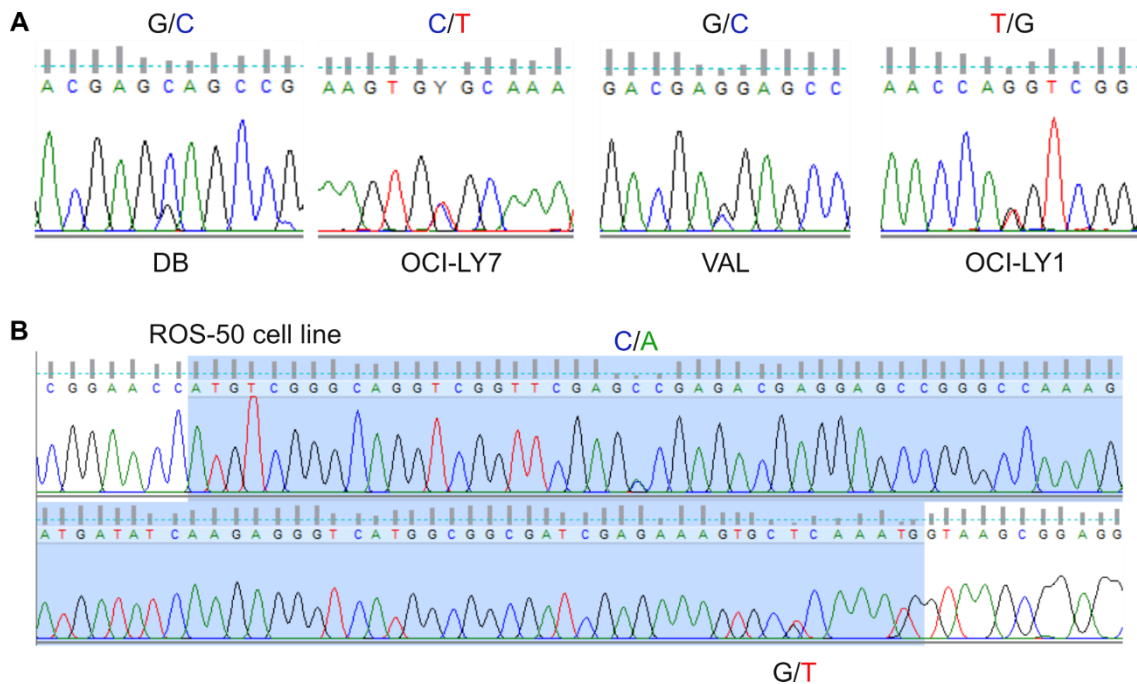 A
G/C C/T G/C T/G
A C G A G C A G C C G A A G T G Y G C A A A G A C G A G G A G C C A A C C A G G T C G G
DB OCI-LY7 VAL OCI-LY1
B
ROS-50 cell line C/A
C G G A A C C A T G T C G G G C A G G T C G G T T C G A G C C G A G A C G A G G A G C C G G G C C A A A G
A T G A T A T C A A G A G G G T C A T G G C G G C G A T C G A G A A A G T G C T C A A A T G G T A A G C G G A G G
G/T